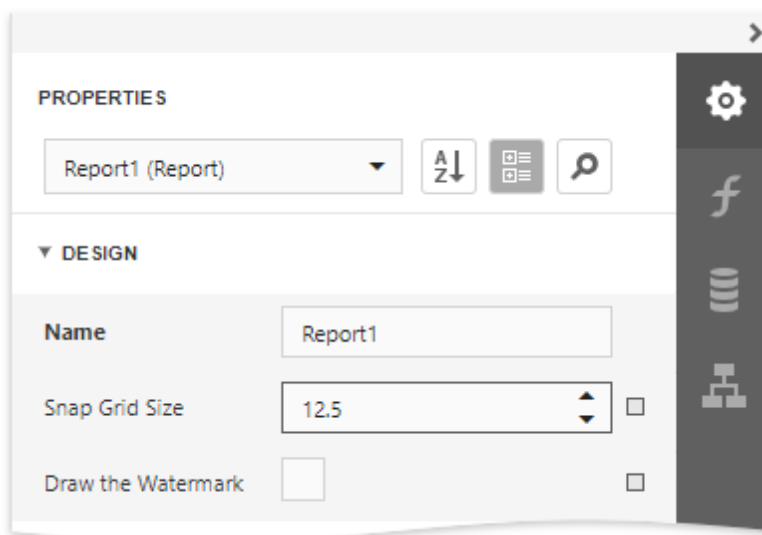 PROPERTIES
Report1 (Report)
A
Z
DESIGN
Name
Report1
Snap Grid Size
12.5
Draw the Watermark